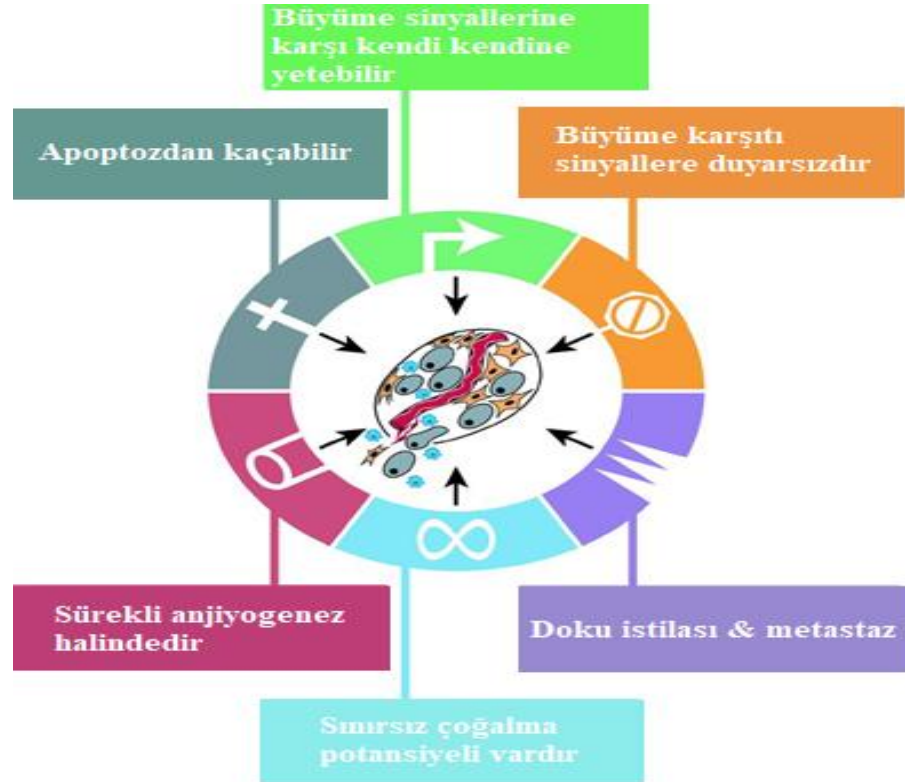 Büyüme sinyallerine
karşı kendi kendine
yetebilir
Apoptozdan kaçabilir
Büyüme karşıtı
sinyallere duyarsızdır
Sürekli anjiyogenez
halindedir
Doku istilası & metastaz
Sınırsız çoğalma
potansiyeli vardır